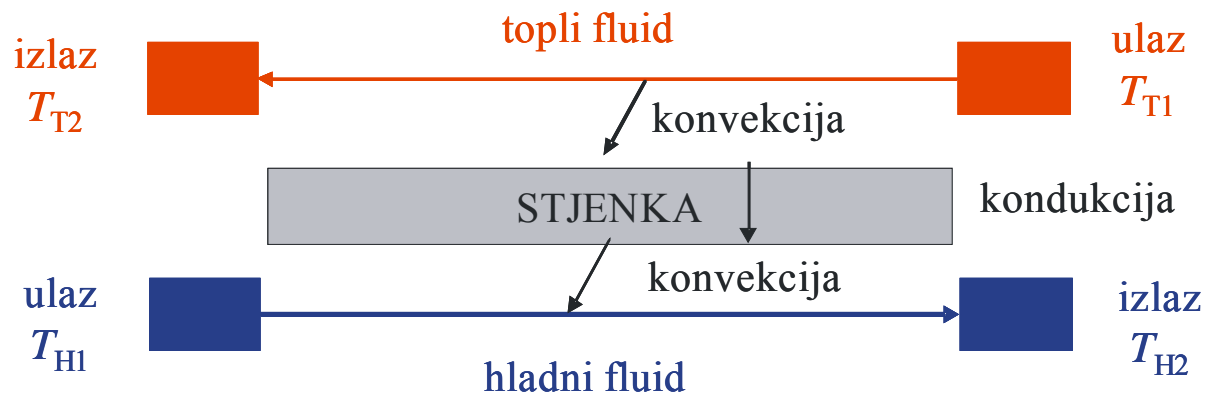 topli fluid
izlaz
T_T2
ulaz
T_T1
konvekcija
STJENKA
kondukcija
konvekcija
ulaz
T_H1
izlaz
T_H2
hladni fluid